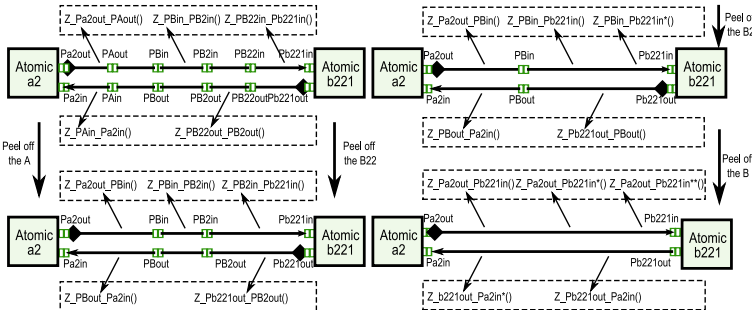 Z_Pa2out_PAout() Z_PBin_PB2in() Z_PB22in_Pb221in()
Pa2out PAout PBin PB2in PB22in Pb221in
Atomic
a2
Atomic
b221
Pa2in PAin PBout PB2out PB22out Pb221out
Z_PAin_Pa2in() Z_PB22out_PB2out()
Peel off
the A
Peel off
the B22
Z_Pa2out_PBin() Z_PBin_PB2in() Z_PB2in_Pb221in()
Pa2out PBin PB2in Pb221in
Atomic
a2
Atomic
b221
Pa2in PBout PB2out Pb221out
Z_PBout_Pa2in() Z_Pb221out_PB2out()
Peel off
the B2
Z_Pa2out_PBin() Z_PBin_Pb221in() Z_PBin_Pb221in*()
Pa2out PBin Pb221in
Atomic
a2
Atomic
b221
Pa2in PBout Pb221out
Z_PBout_Pa2in() Z_Pb221out_PBout()
Peel of
the B
Z_Pa2out_Pb221in() Z_Pa2out_Pb221in*() Z_Pa2out_Pb221in**()
Pa2out Pb221in
Atomic
a2
Atomic
b221
Pa2in Pb221out
Z_b221out_Pa2in*() Z_Pb221out_Pa2in()